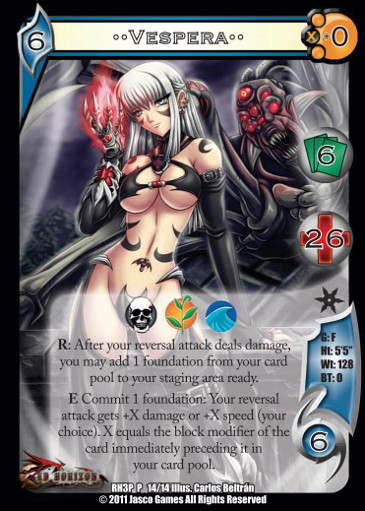 6
··VESPERA··
X +0
6
26
G: F
Ht: 5'5"
Wt: 128
BT: 0
R: After your reversal attack deals damage,
you may add 1 foundation from your card
pool to your staging area ready.
E Commit 1 foundation: Your reversal
attack gets +X damage or +X speed (your
choice). X equals the block modifier of the
card immediately preceding it in
your card pool.
6
RED HORIZON
RH3P_P_14/14 Illus. Carlos Beltrán
© 2011 Jasco Games All Rights Reserved